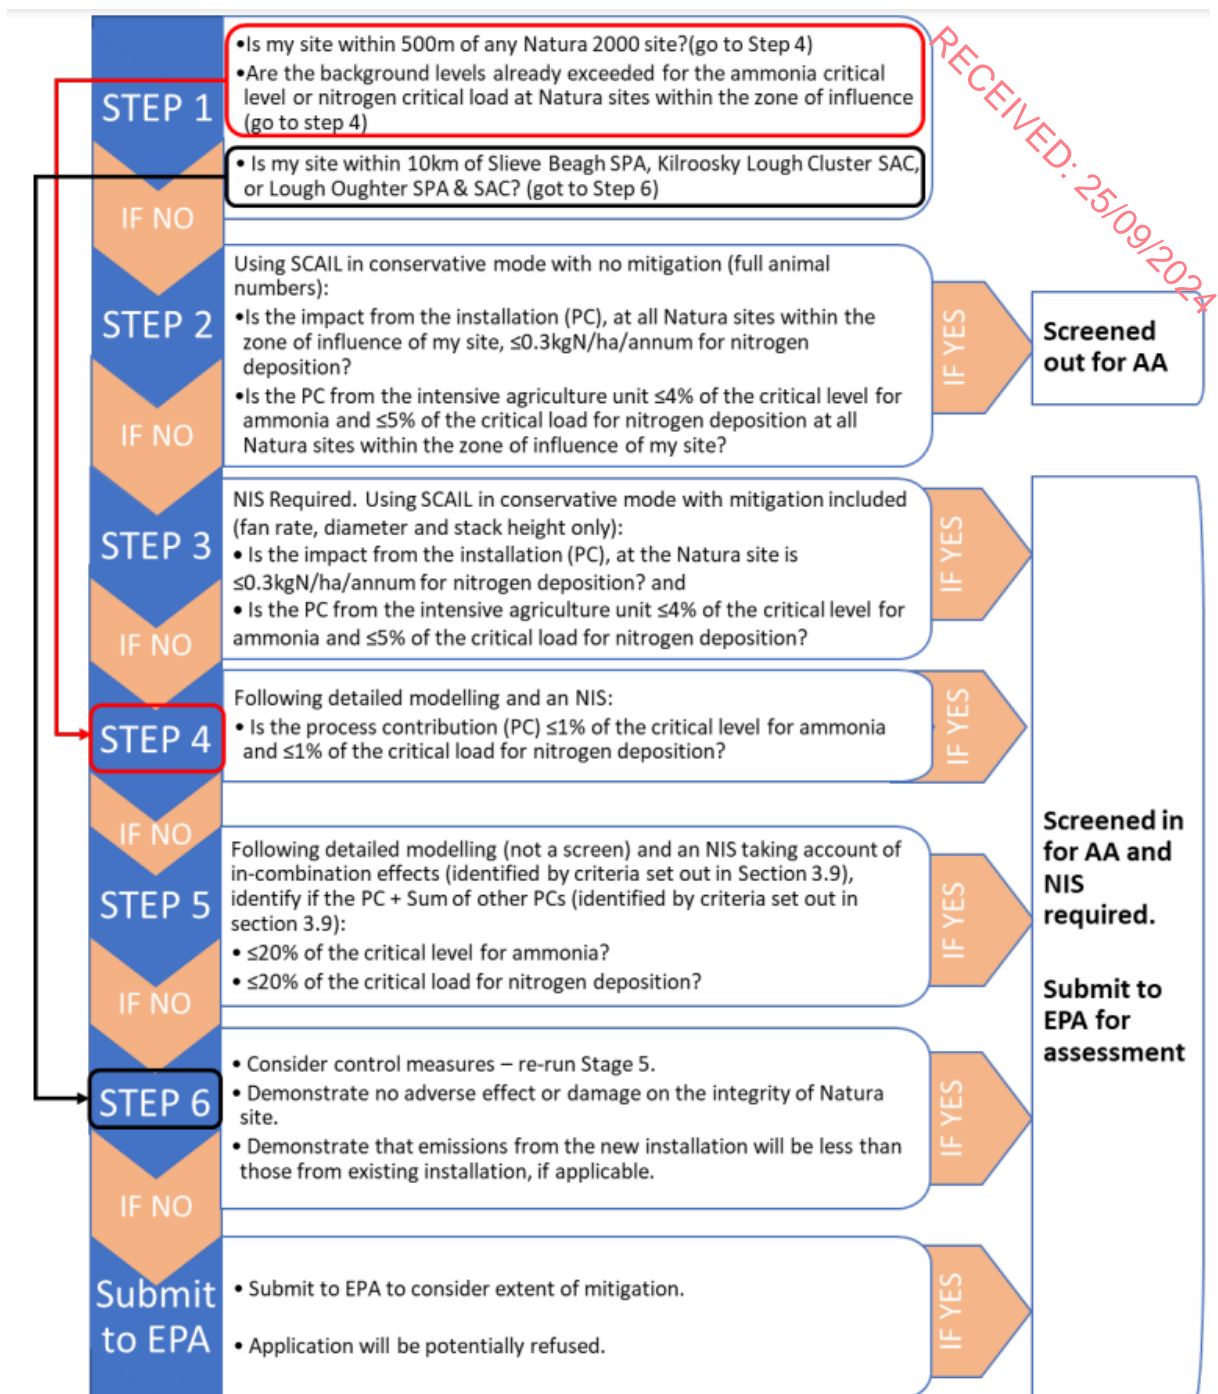 •Is my site within 500m of any Natura 2000 site?(go to Step 4)
•Are the background levels already exceeded for the ammonia critical
level or nitrogen critical load at Natura sites within the zone of influence
(go to step 4)
STEP 1
• Is my site within 10km of Slieve Beagh SPA, Kilroosky Lough Cluster SAC,
or Lough Oughter SPA & SAC? (got to Step 6)
IF NO
RECEIVED: 25/09/2024
STEP 2
Using SCAIL in conservative mode with no mitigation (full animal
numbers):
•Is the impact from the installation (PC), at all Natura sites within the
zone of influence of my site, ≤0.3kgN/ha/annum for nitrogen
deposition?
•Is the PC from the intensive agriculture unit ≤4% of the critical level for
ammonia and ≤5% of the critical load for nitrogen deposition at all
Natura sites within the zone of influence of my site?
IF YES
Screened
out for AA
IF NO
STEP 3
NIS Required. Using SCAIL in conservative mode with mitigation included
(fan rate, diameter and stack height only):
• Is the impact from the installation (PC), at the Natura site is
≤0.3kgN/ha/annum for nitrogen deposition? and
• Is the PC from the intensive agriculture unit ≤4% of the critical level for
ammonia and ≤5% of the critical load for nitrogen deposition?
IF YES
IF NO
STEP 4
Following detailed modelling and an NIS:
• Is the process contribution (PC) ≤1% of the critical level for ammonia
and ≤1% of the critical load for nitrogen deposition?
IF YES
IF NO
STEP 5
Following detailed modelling (not a screen) and an NIS taking account of
in-combination effects (identified by criteria set out in Section 3.9),
identify if the PC + Sum of other PCs (identified by criteria set out in
section 3.9):
• ≤20% of the critical level for ammonia?
• ≤20% of the critical load for nitrogen deposition?
IF YES
Screened in
for AA and
NIS
required.
Submit to
EPA for
assessment
IF NO
STEP 6
• Consider control measures – re-run Stage 5.
• Demonstrate no adverse effect or damage on the integrity of Natura
site.
• Demonstrate that emissions from the new installation will be less than
those from existing installation, if applicable.
IF YES
IF NO
Submit
to EPA
• Submit to EPA to consider extent of mitigation.
• Application will be potentially refused.
IF YES